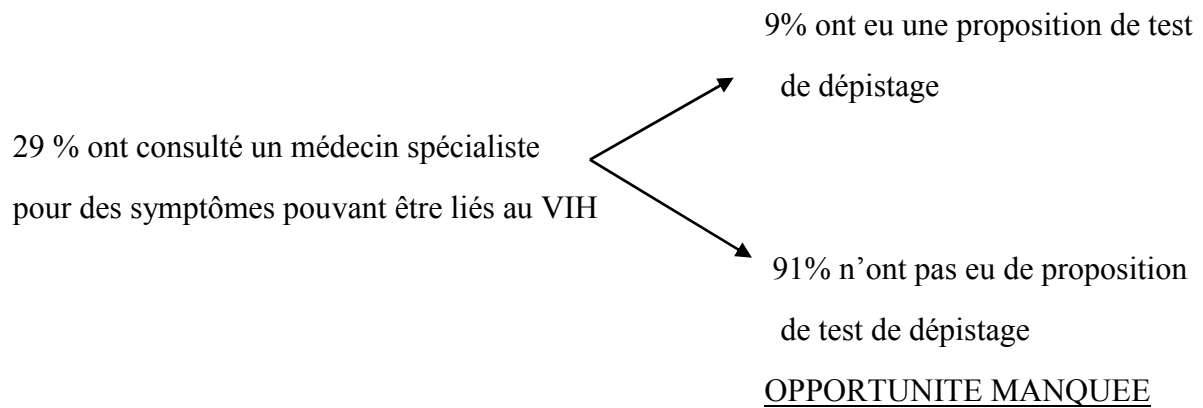 29 % ont consulté un médecin spécialiste
pour des symptômes pouvant être liés au VIH
9% ont eu une proposition de test
de dépistage
91% n’ont pas eu de proposition
de test de dépistage
OPPORTUNITE MANQUEE